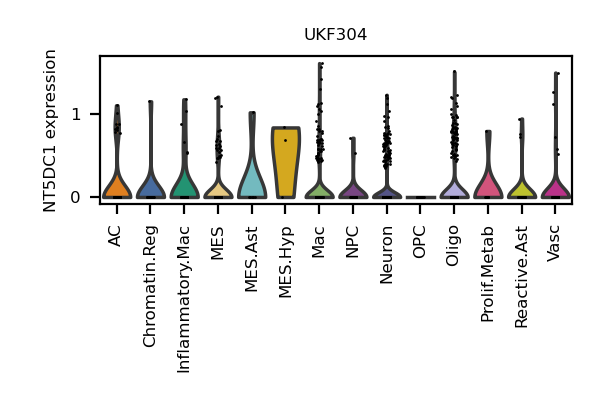 UKF304
NT5DC1 expression
1
0
AC
Chromatin.Reg
Inflammatory.Mac
MES
MES.Ast
MES.Hyp
Mac
NPC
Neuron
OPC
Oligo
Prolif.Metab
Reactive.Ast
Vasc